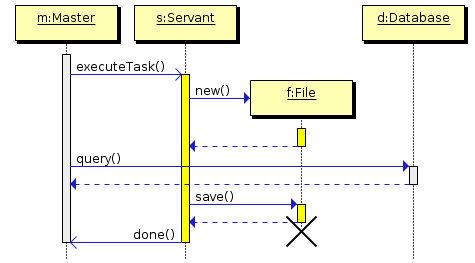 m:Master
s:Servant
d:Database
executeTask()
new()
f:File
query()
save()
done()